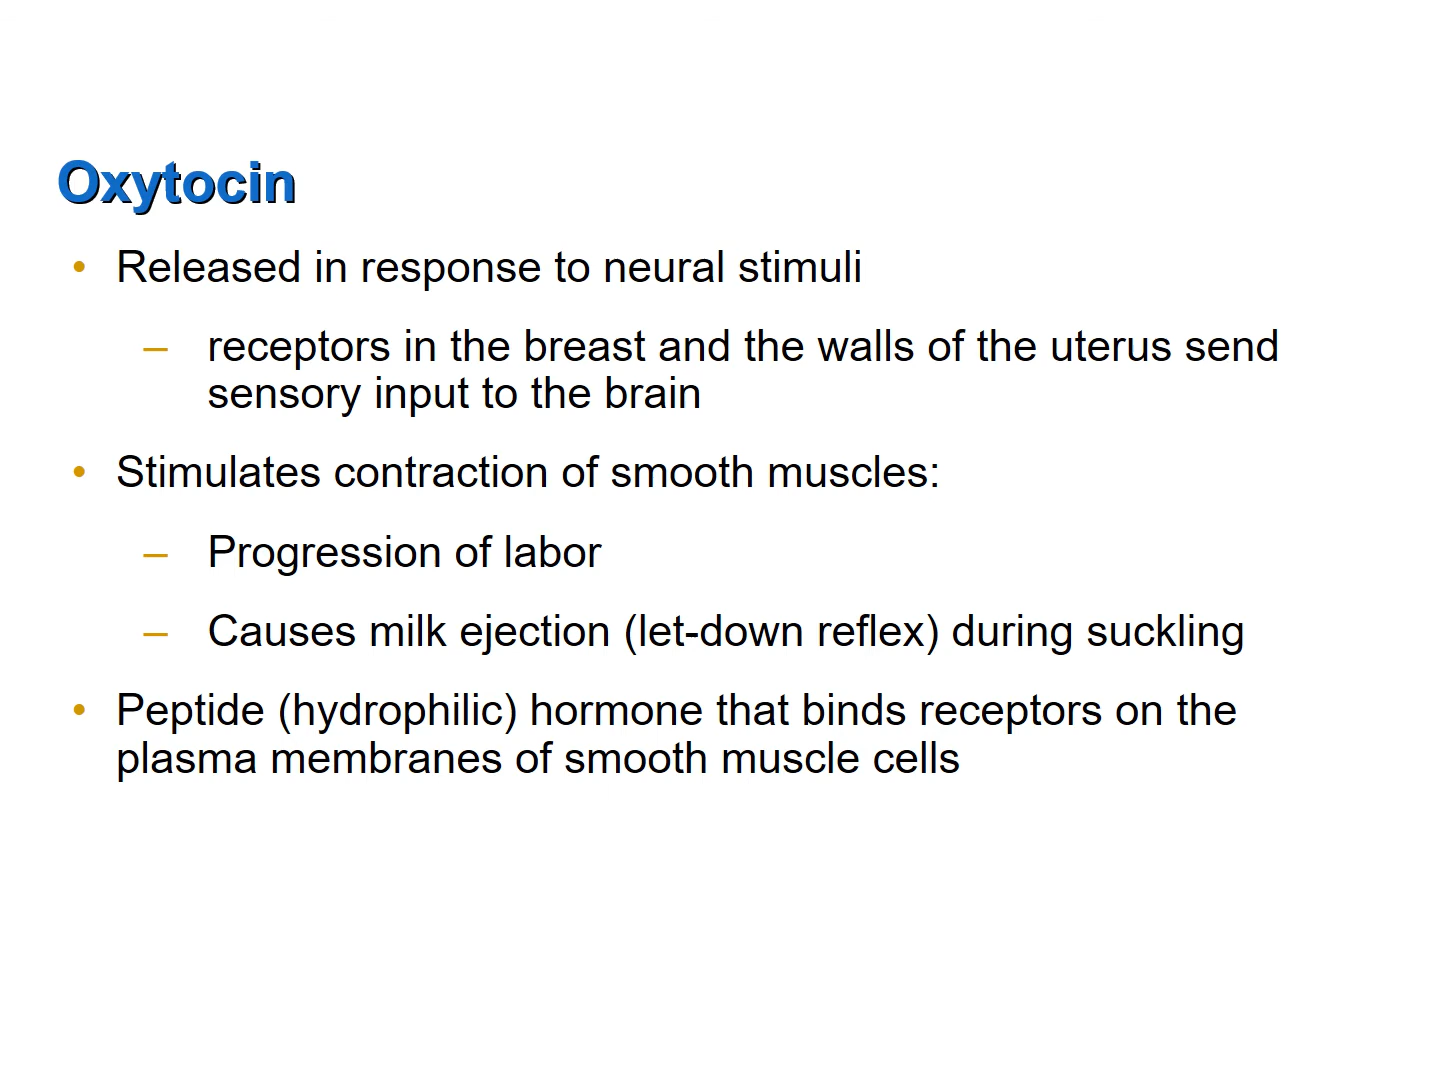 Oxytocin
• Released in response to neural stimuli
– receptors in the breast and the walls of the uterus send
sensory input to the brain
• Stimulates contraction of smooth muscles:
– Progression of labor
– Causes milk ejection (let-down reflex) during suckling
• Peptide (hydrophilic) hormone that binds receptors on the
plasma membranes of smooth muscle cells